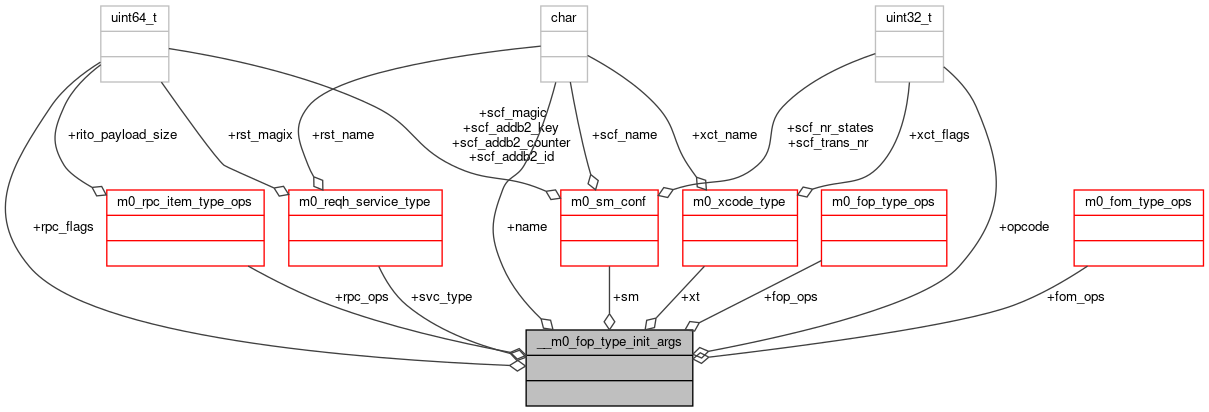 uint64_t
char
uint32_t
+scf_magic
+scf_addb2_key
+scf_addb2_counter
+scf_addb2_id
+rito_payload_size
+rst_magix
+rst_name
+scf_name
+xct_name
+scf_nr_states
+scf_trans_nr
+xct_flags
m0_rpc_item_type_ops
m0_reqh_service_type
m0_sm_conf
m0_xcode_type
m0_fop_type_ops
m0_fom_type_ops
+rpc_flags
+name
+opcode
+rpc_ops
+svc_type
+sm
+xt
+fop_ops
+fom_ops
__m0_fop_type_init_args